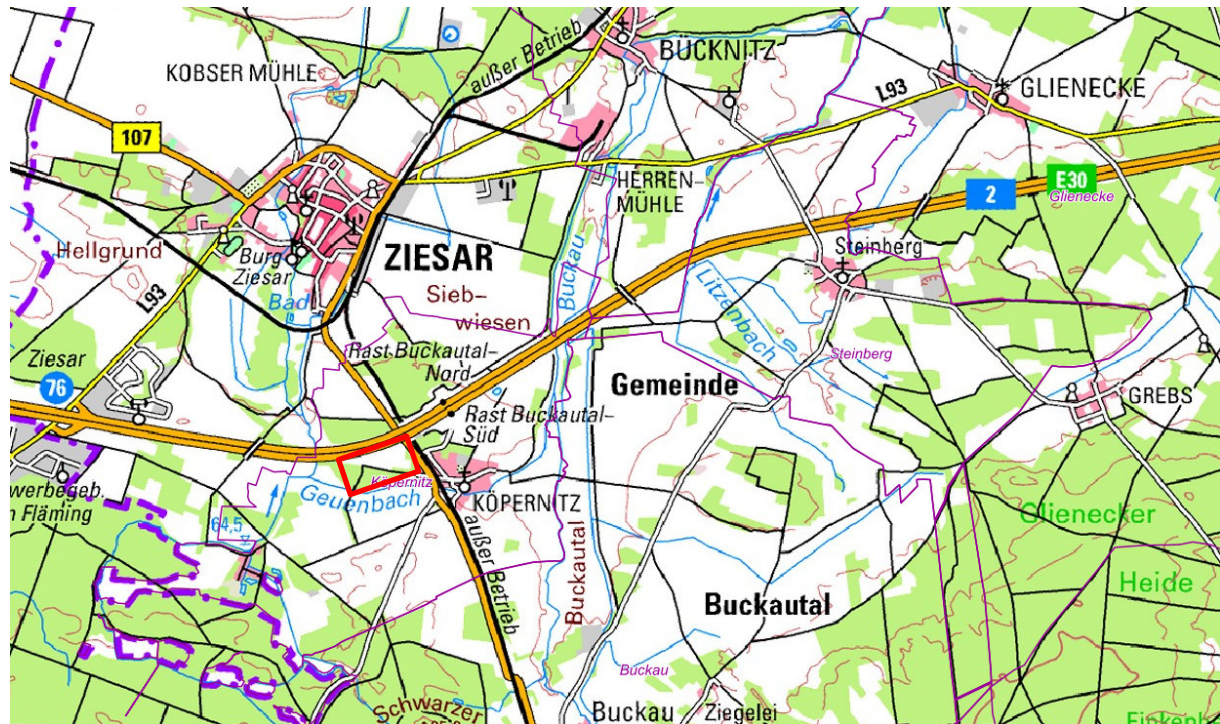 außer Betrieb
BÜCKNITZ
KOBSER MÜHLE
L93
GLIENECKE
107
HERREN-
MÜHLE
2
E30
Glienecke
Hellgrund
Burg
Ziesar
ZIESAR
Buckau
Steinberg
Bad
Sieb-
wiesen
Litzenbach
L93
Rast Buckautal-
Nord
Steinberg
Ziesar
76
Gemeinde
GREBS
Rast Buckautal-
Süd
Köpernitz
Geuenbach
KÖPERNITZ
werbegeb.
Fläming
64,5
außer Betrieb
Buckautal
Glienecker
Heide
Buckautal
Buckau
Schwarzer
Buckau
Ziegelei